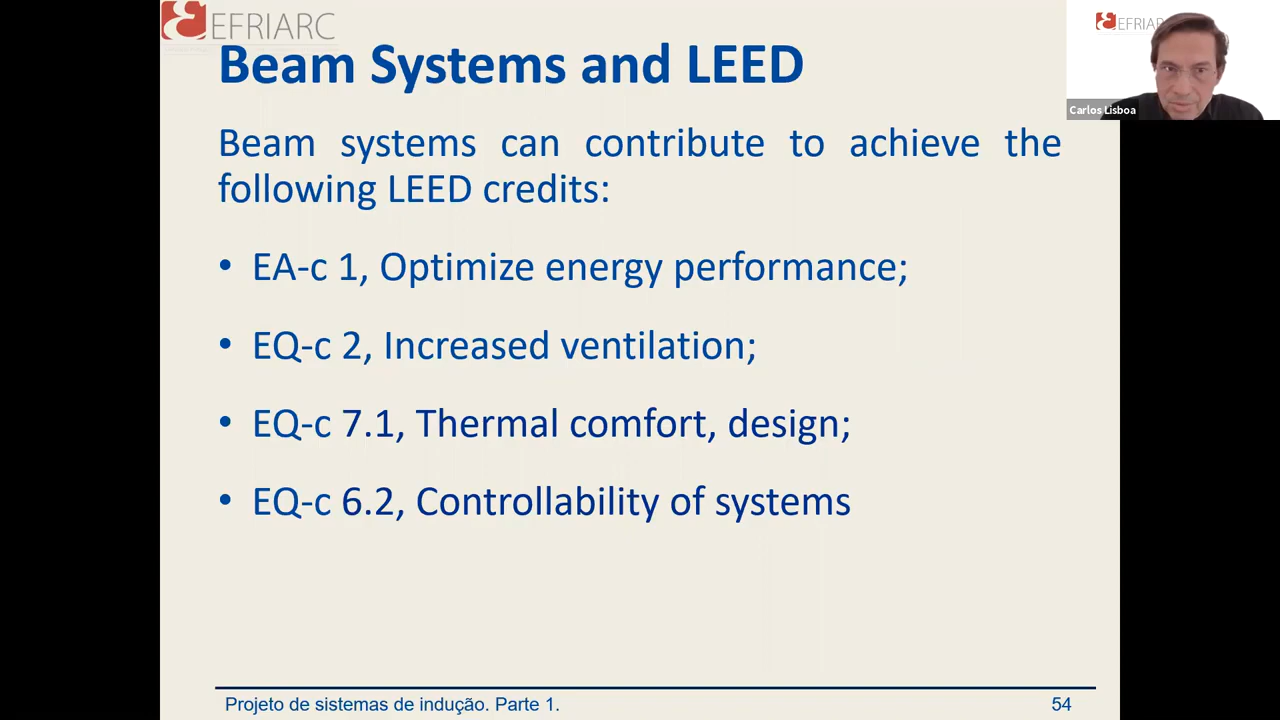 EFRIARC
Beam Systems and LEED
Beam systems can contribute to achieve the
following LEED credits:
• EA-c 1, Optimize energy performance;
• EQ-c 2, Increased ventilation;
• EQ-c 7.1, Thermal comfort, design;
• EQ-c 6.2, Controllability of systems
Projeto de sistemas de indução. Parte 1.
54
EFRIARC
Carlos Lisboa